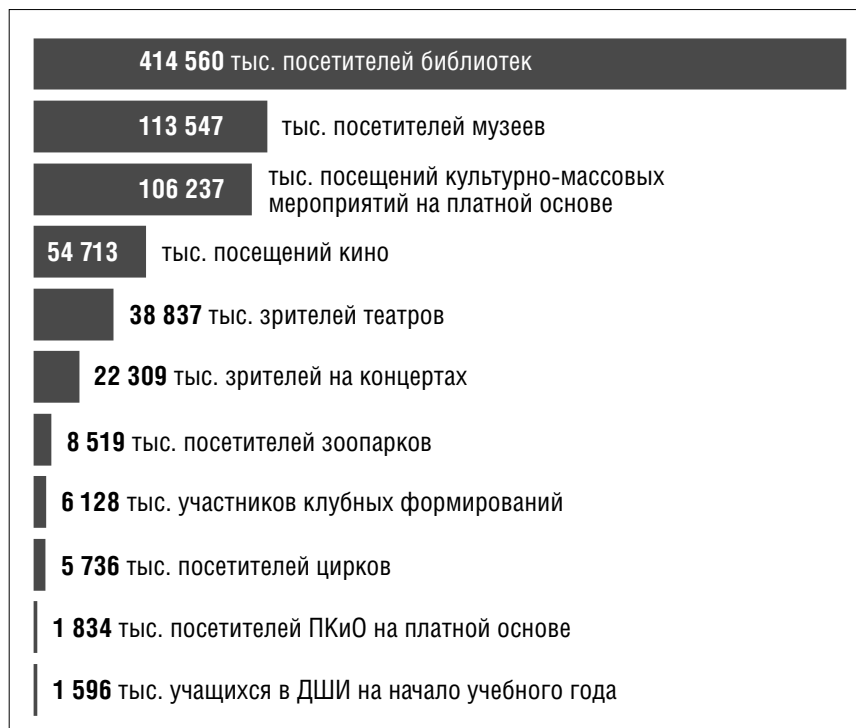 414 560 тыс. посетителей библиотек
113 547 тыс. посетителей музеев
106 237 тыс. посещений культурно-массовых
мероприятий на платной основе
54 713 тыс. посещений кино
38 837 тыс. зрителей театров
22 309 тыс. зрителей на концертах
8 519 тыс. посетителей зоопарков
6 128 тыс. участников клубных формирований
5 736 тыс. посетителей цирков
1 834 тыс. посетителей ПКиО на платной основе
1 596 тыс. учащихся в ДШИ на начало учебного года